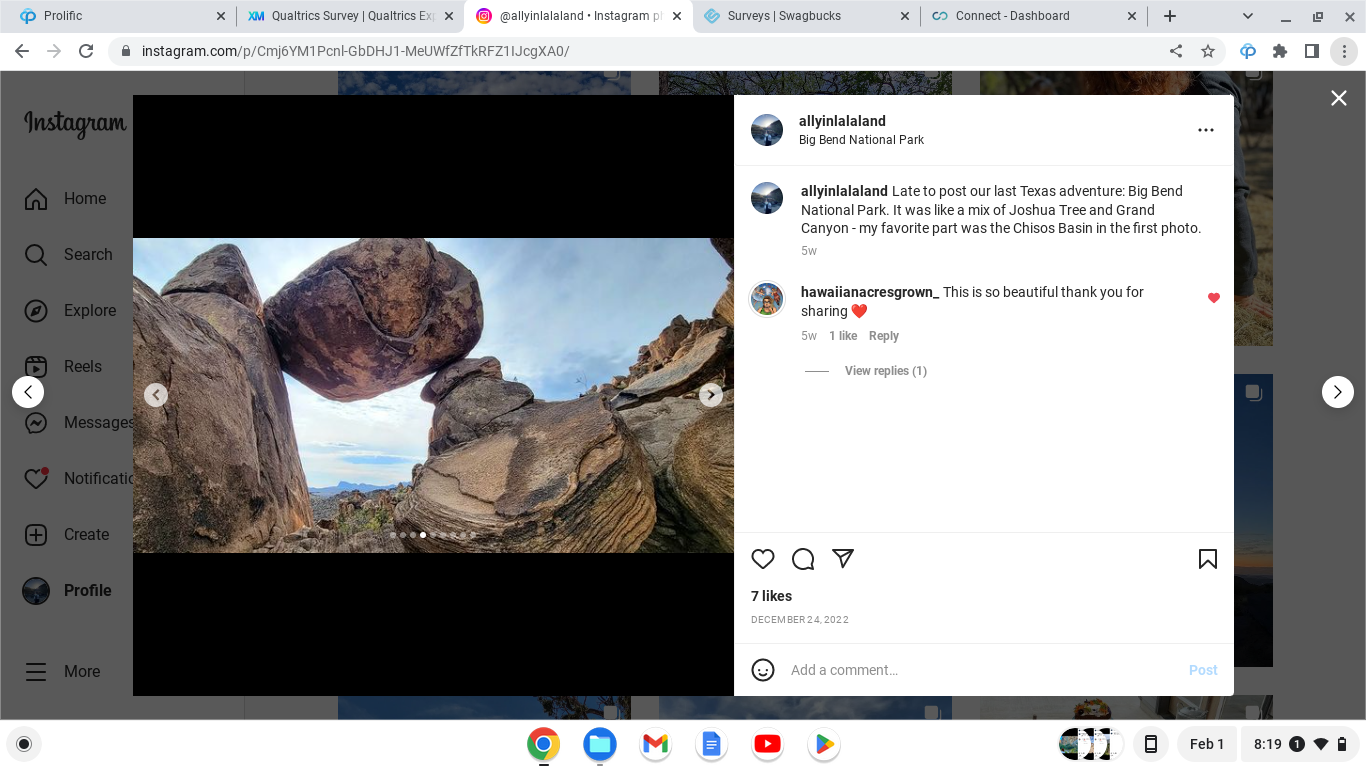 Prolific
Qualtrics Survey | Qualtrics Exp
@allyinlalaland • Instagram ph
Surveys | Swagbucks
Connect - Dashboard
instagram.com/p/Cmj6YM1Pcnl-GbDHJ1-MeUWfZfTkRFZ1IJcgXA0/
Instagram
Home
Search
Explore
Reels
Messages
Notificatic
Create
Profile
More
allyinlalaland
Big Bend National Park
allyinlalaland Late to post our last Texas adventure: Big Bend
National Park. It was like a mix of Joshua Tree and Grand
Canyon - my favorite part was the Chisos Basin in the first photo.
5w
hawaiianacresgrown_ This is so beautiful thank you for
sharing ❤️
5w 1 like Reply
View replies (1)
7 likes
DECEMBER 24, 2022
Add a comment…
Post
Feb 1
8:19
1